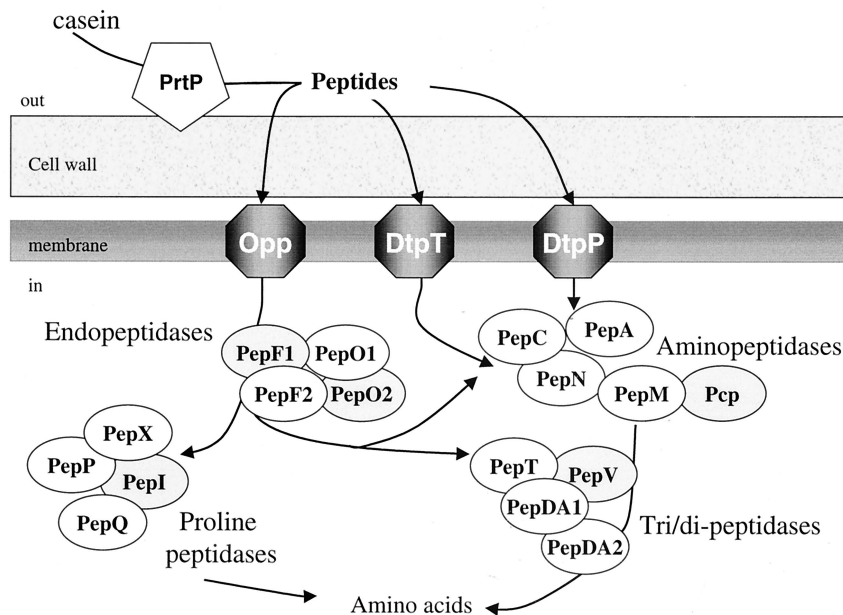 casein
PrtP
Peptides
out
Cell wall
membrane
Opp
DtpT
DtpP
in
Endopeptidases
PepF1
PepO1
PepF2
PepO2
PepC
PepA
PepN
Aminopeptidases
PepM
Pcp
PepX
PepP
PepI
PepQ
Proline
peptidases
PepT
PepV
PepDA1
PepDA2
Tri/di-peptidases
Amino acids